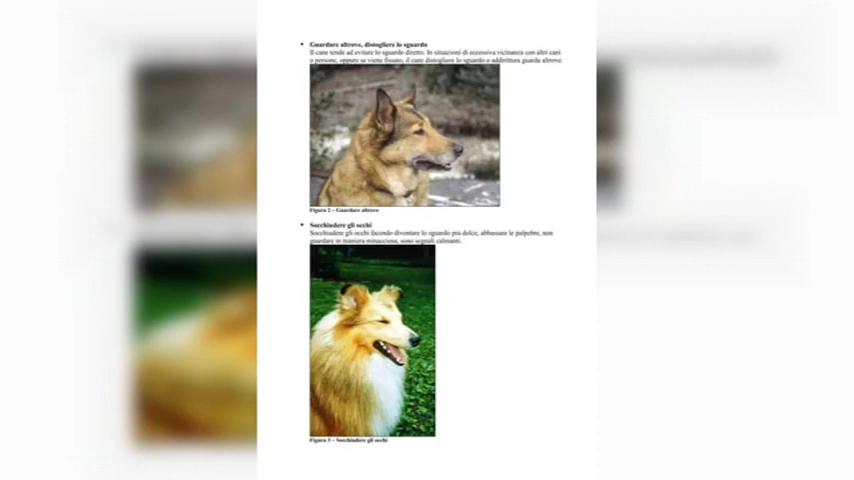 • Guardare altrove, distogliere lo sguardo
Il cane tende ad evitare lo sguardo diretto. In situazioni di eccessiva vicinanza con altri cani
o persone, oppure se viene fissato, il cane distogliere lo sguardo o addirittura guarda altrove.
Figura 2 – Guardare altrove
• Socchiudere gli occhi
Socchiudere gli occhi facendo diventare lo sguardo più dolce, abbassare le palpebre, non
guardare in maniera minacciosa, sono segnali calmanti.
Figura 3 – Socchiudere gli occhi